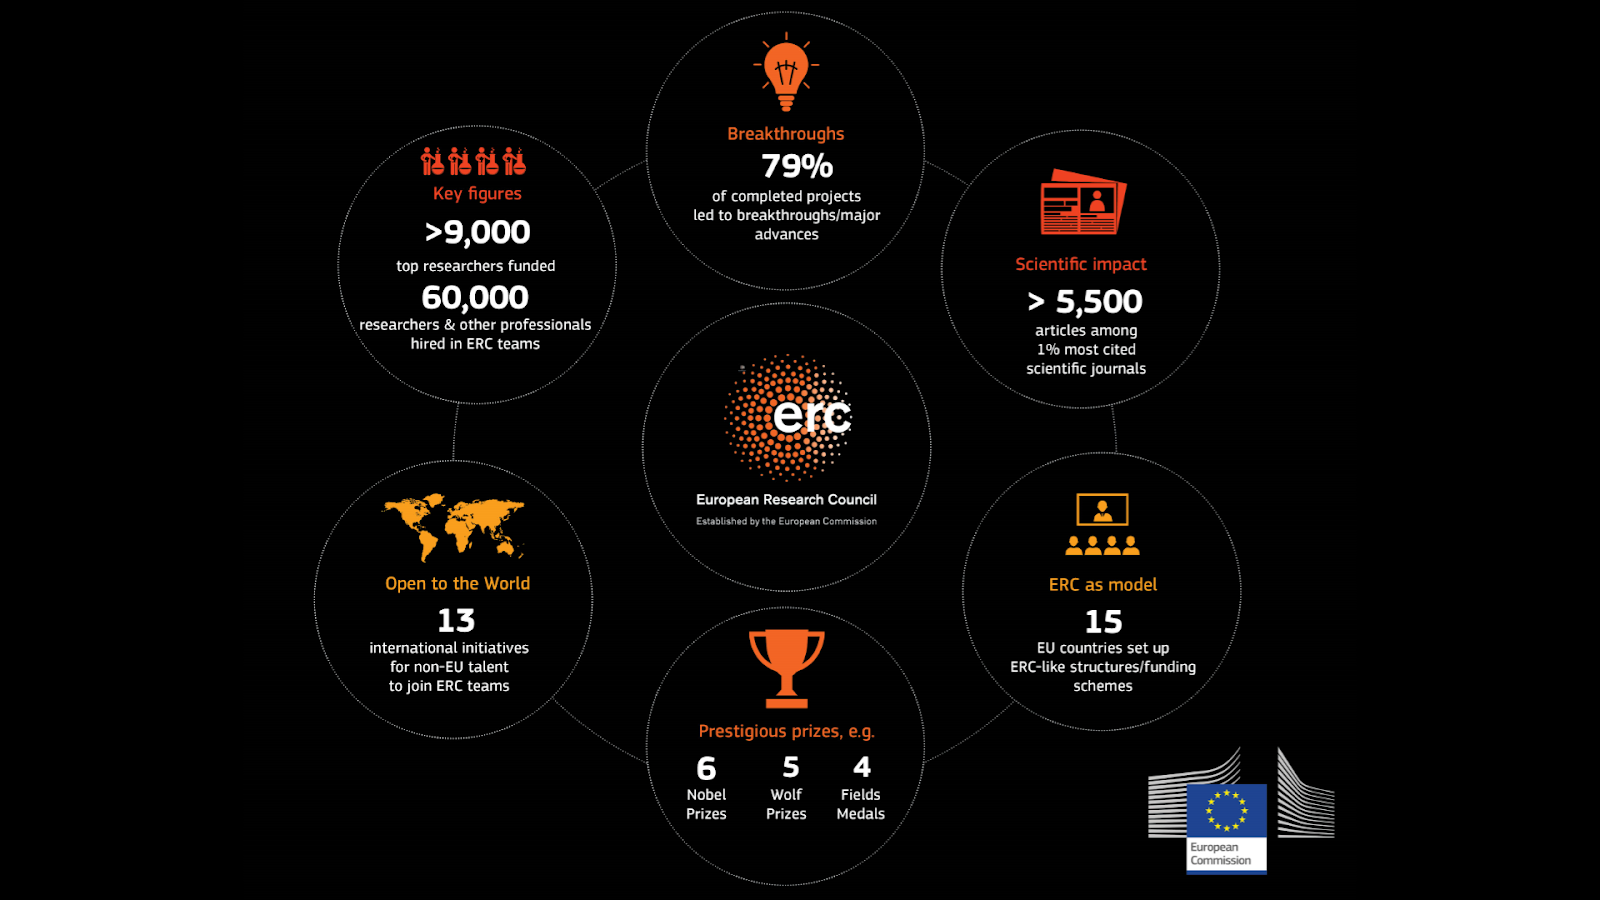 Breakthroughs
79%
of completed projects
led to breakthroughs/major
advances
Key figures
>9,000
top researchers funded
60,000
researchers & other professionals
hired in ERC teams
Scientific impact
> 5,500
articles among
1% most cited
scientific journals
erc
European Research Council
Established by the European Commission
Open to the World
13
international initiatives
for non-EU talent
to join ERC teams
ERC as model
15
EU countries set up
ERC-like structures/funding
schemes
Prestigious prizes, e.g.
6 5 4
Nobel Wolf Fields
Prizes Prizes Medals
European
Commission